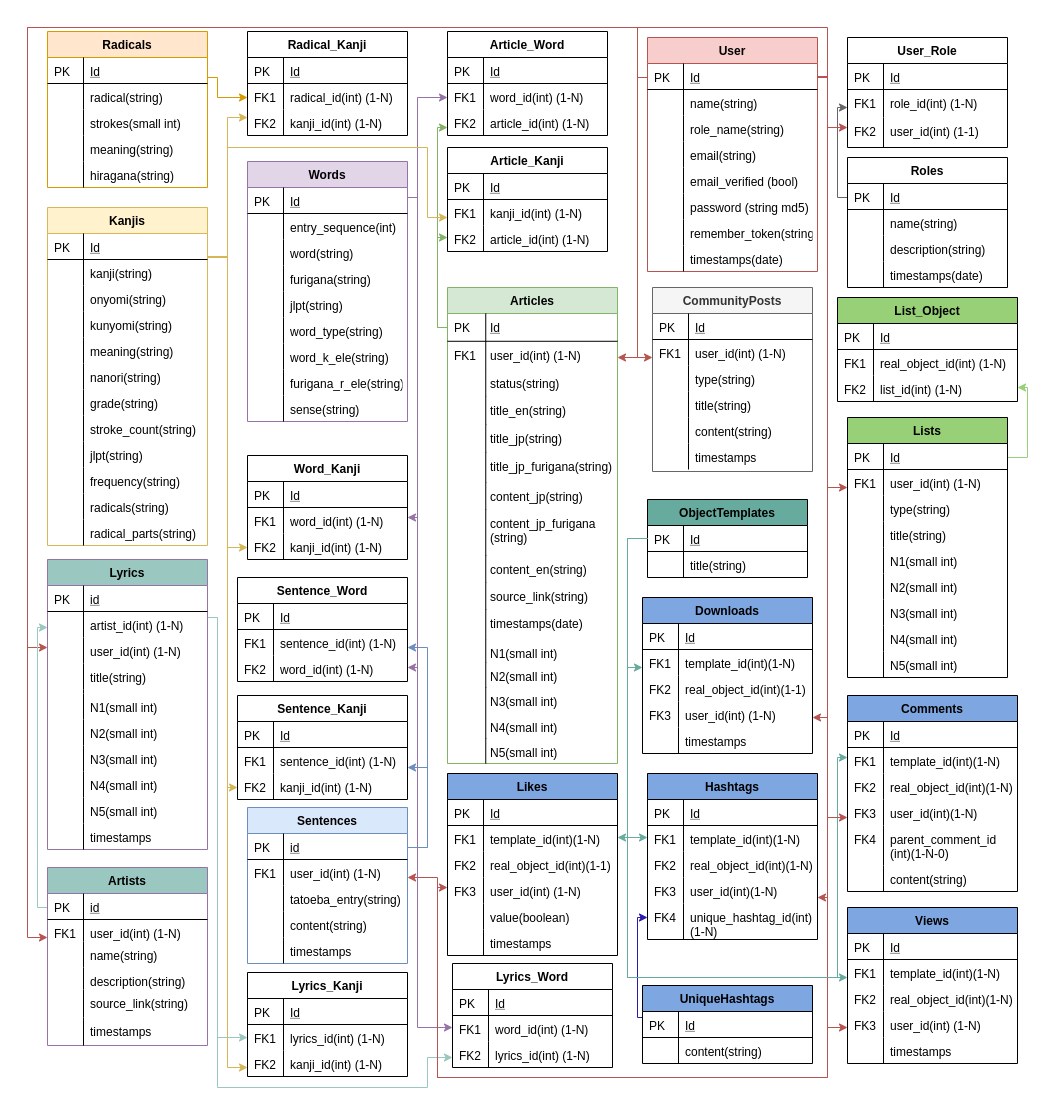 Radicals
PK Id
radical(string)
strokes(small int)
meaning(string)
hiragana(string)
Kanjis
PK Id
kanji(string)
onyomi(string)
kunyomi(string)
meaning(string)
nanori(string)
grade(string)
stroke_count(string)
jlpt(string)
frequency(string)
radicals(string)
radical_parts(string)
Lyrics
PK id
artist_id(int) (1-N)
user_id(int) (1-N)
title(string)
N1(small int)
N2(small int)
N3(small int)
N4(small int)
N5(small int)
timestamps
Artists
PK id
FK1 user_id(int) (1-N)
name(string)
description(string)
source_link(string)
timestamps
Radical_Kanji
PK Id
FK1 radical_id(int) (1-N)
FK2 kanji_id(int) (1-N)
Words
PK Id
entry_sequence(int)
word(string)
furigana(string)
jlpt(string)
word_type(string)
word_k_ele(string)
furigana_r_ele(string)
sense(string)
Word_Kanji
PK Id
FK1 word_id(int) (1-N)
FK2 kanji_id(int) (1-N)
Sentence_Word
PK Id
FK1 sentence_id(int) (1-N)
FK2 word_id(int) (1-N)
Sentence_Kanji
PK Id
FK1 sentence_id(int) (1-N)
FK2 kanji_id(int) (1-N)
Sentences
PK id
FK1 user_id(int) (1-N)
tatoeba_entry(string)
content(string)
timestamps
Lyrics_Kanji
PK Id
FK1 lyrics_id(int) (1-N)
FK2 kanji_id(int) (1-N)
Article_Word
PK Id
FK1 word_id(int) (1-N)
FK2 article_id(int) (1-N)
Article_Kanji
PK Id
FK1 kanji_id(int) (1-N)
FK2 article_id(int) (1-N)
Articles
PK Id
FK1 user_id(int) (1-N)
status(string)
title_en(string)
title_jp(string)
title_jp_furigana(string)
content_jp(string)
content_jp_furigana
(string)
content_en(string)
source_link(string)
timestamps(date)
N1(small int)
N2(small int)
N3(small int)
N4(small int)
N5(small int)
Likes
PK Id
FK1 template_id(int)(1-N)
FK2 real_object_id(int)(1-1)
FK3 user_id(int) (1-N)
value(boolean)
timestamps
Lyrics_Word
PK Id
FK1 word_id(int) (1-N)
FK2 lyrics_id(int) (1-N)
User
PK Id
name(string)
role_name(string)
email(string)
email_verified (bool)
password (string md5)
remember_token(string
timestamps(date)
CommunityPosts
PK Id
FK1 user_id(int) (1-N)
type(string)
title(string)
content(string)
timestamps
ObjectTemplates
PK Id
title(string)
Downloads
PK Id
FK1 template_id(int)(1-N)
FK2 real_object_id(int)(1-1)
FK3 user_id(int) (1-N)
timestamps
Hashtags
PK Id
FK1 template_id(int)(1-N)
FK2 real_object_id(int)(1-N)
FK3 user_id(int)(1-N)
FK4 unique_hashtag_id(int)
(1-N)
UniqueHashtags
PK Id
content(string)
User_Role
PK Id
FK1 role_id(int) (1-N)
FK2 user_id(int) (1-1)
Roles
PK Id
name(string)
description(string)
timestamps(date)
List_Object
PK Id
FK1 real_object_id(int) (1-N)
FK2 list_id(int) (1-N)
Lists
PK Id
FK1 user_id(int) (1-N)
type(string)
title(string)
N1(small int)
N2(small int)
N3(small int)
N4(small int)
N5(small int)
Comments
PK Id
FK1 template_id(int)(1-N)
FK2 real_object_id(int)(1-N)
FK3 user_id(int)(1-N)
FK4 parent_comment_id
(int)(1-N-0)
content(string)
Views
PK Id
FK1 template_id(int)(1-N)
FK2 real_object_id(int)(1-N)
FK3 user_id(int) (1-N)
timestamps